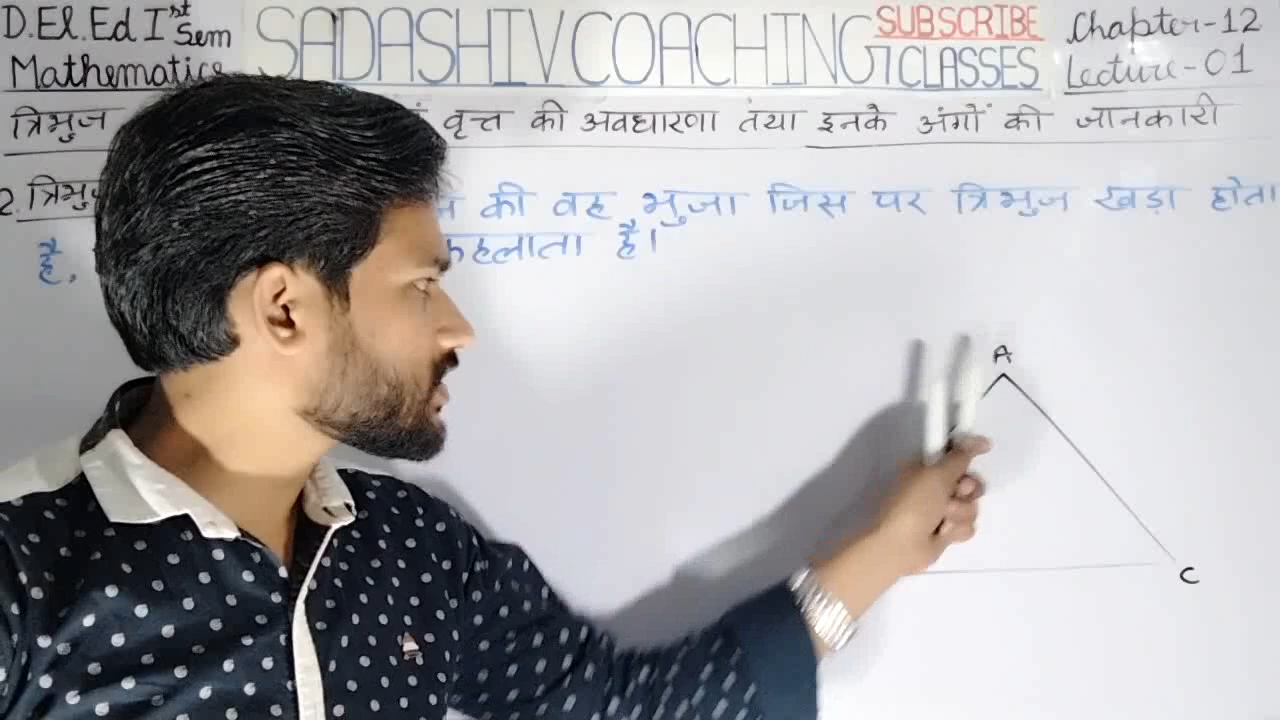 D.El.Ed Ist Sem
Mathematics
SADASHIV COACHING CLASSES
SUBSCRIBE
Chapter-12
Lecture-01
त्रिभुज वृत्त की अवधारणा तथा इनके अंगों की जानकारी
2. त्रिभुज की वह भुजा जिस पर त्रिभुज खड़ा होता
है, कहलाता है।
A
C